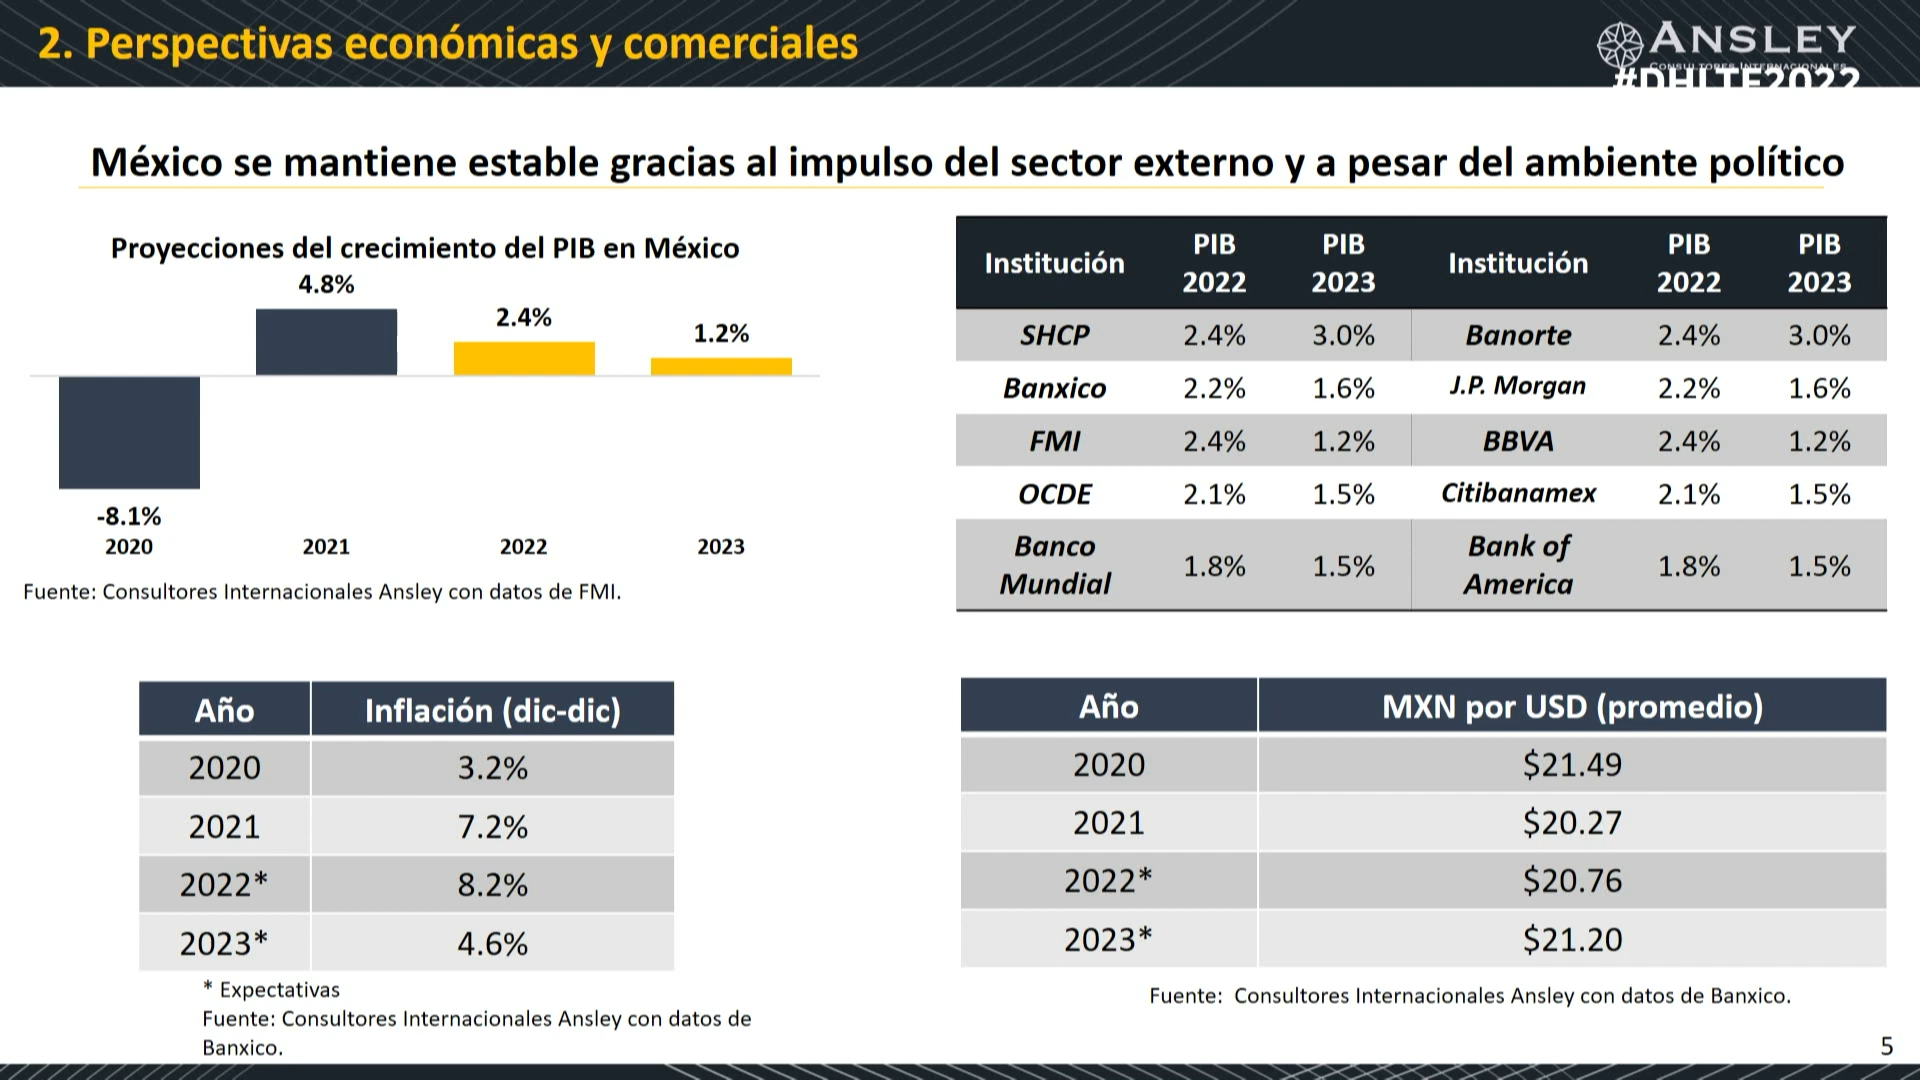 2. Perspectivas económicas y comerciales
ANSLEY
CONSULTORES INTERNACIONALES
#DHLTF2022
México se mantiene estable gracias al impulso del sector externo y a pesar del ambiente político
Proyecciones del crecimiento del PIB en México
4.8%
2.4%
1.2%
-8.1%
2020 2021 2022 2023
Fuente: Consultores Internacionales Ansley con datos de FMI.
Institución PIB 2022 PIB 2023 Institución PIB 2022 PIB 2023
SHCP 2.4% 3.0% Banorte 2.4% 3.0%
Banxico 2.2% 1.6% J.P. Morgan 2.2% 1.6%
FMI 2.4% 1.2% BBVA 2.4% 1.2%
OCDE 2.1% 1.5% Citibanamex 2.1% 1.5%
Banco Mundial 1.8% 1.5% Bank of America 1.8% 1.5%
Año Inflación (dic-dic)
2020 3.2%
2021 7.2%
2022* 8.2%
2023* 4.6%
* Expectativas
Fuente: Consultores Internacionales Ansley con datos de
Banxico.
Año MXN por USD (promedio)
2020 $21.49
2021 $20.27
2022* $20.76
2023* $21.20
Fuente: Consultores Internacionales Ansley con datos de Banxico.
5